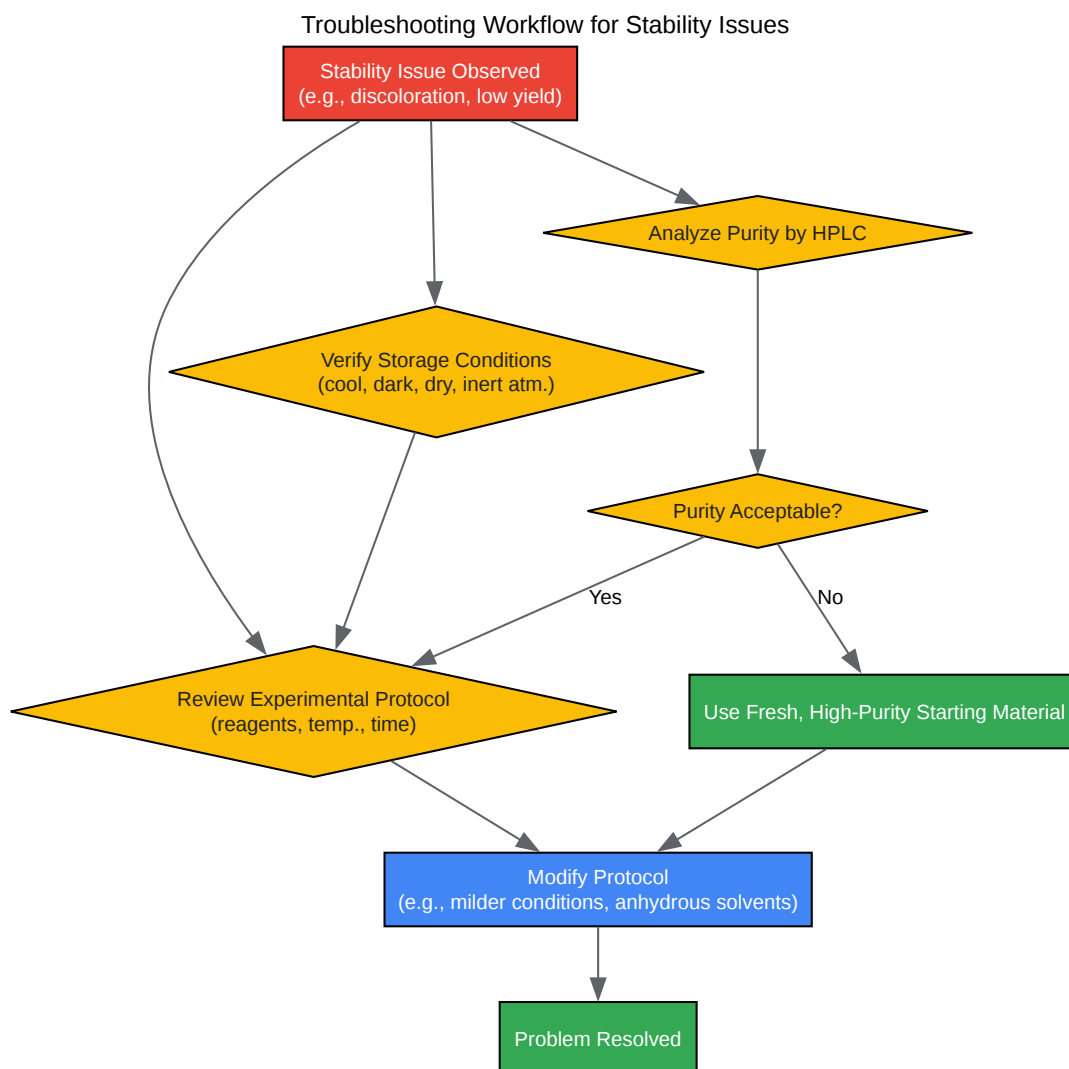 Troubleshooting Workflow for Stability Issues
Stability Issue Observed
(e.g., discoloration, low yield)
Analyze Purity by HPLC
Verify Storage Conditions
(cool, dark, dry, inert atm.)
Purity Acceptable?
Yes
No
Review Experimental Protocol
(reagents, temp., time)
Use Fresh, High-Purity Starting Material
Modify Protocol
(e.g., milder conditions, anhydrous solvents)
Problem Resolved